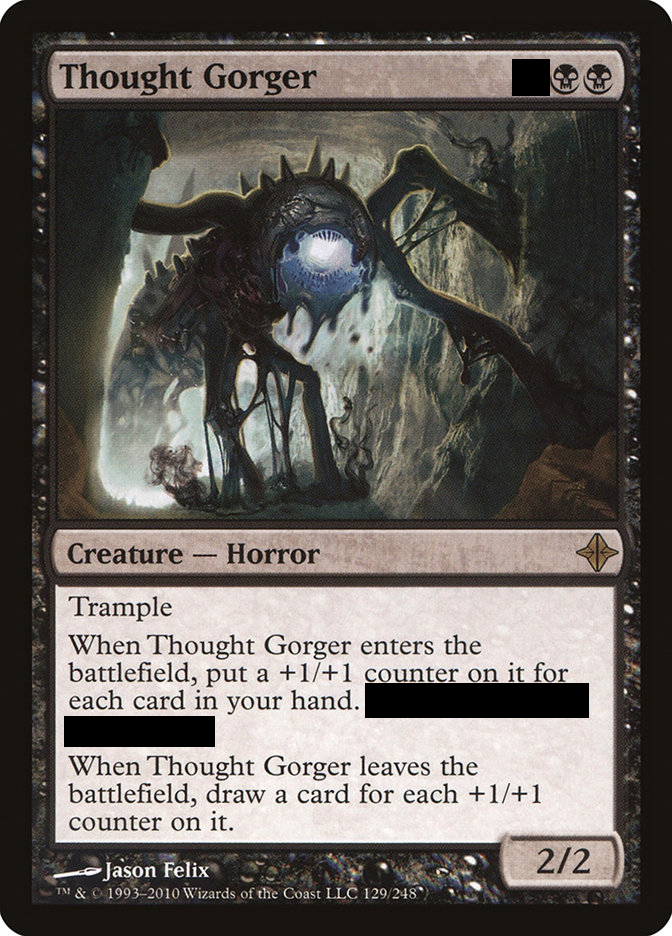 Thought Gorger
Creature — Horror
Trample
When Thought Gorger enters the
battlefield, put a +1/+1 counter on it for
each card in your hand.
When Thought Gorger leaves the
battlefield, draw a card for each +1/+1
counter on it.
2/2
Jason Felix
™ & © 1993–2010 Wizards of the Coast LLC 129/248